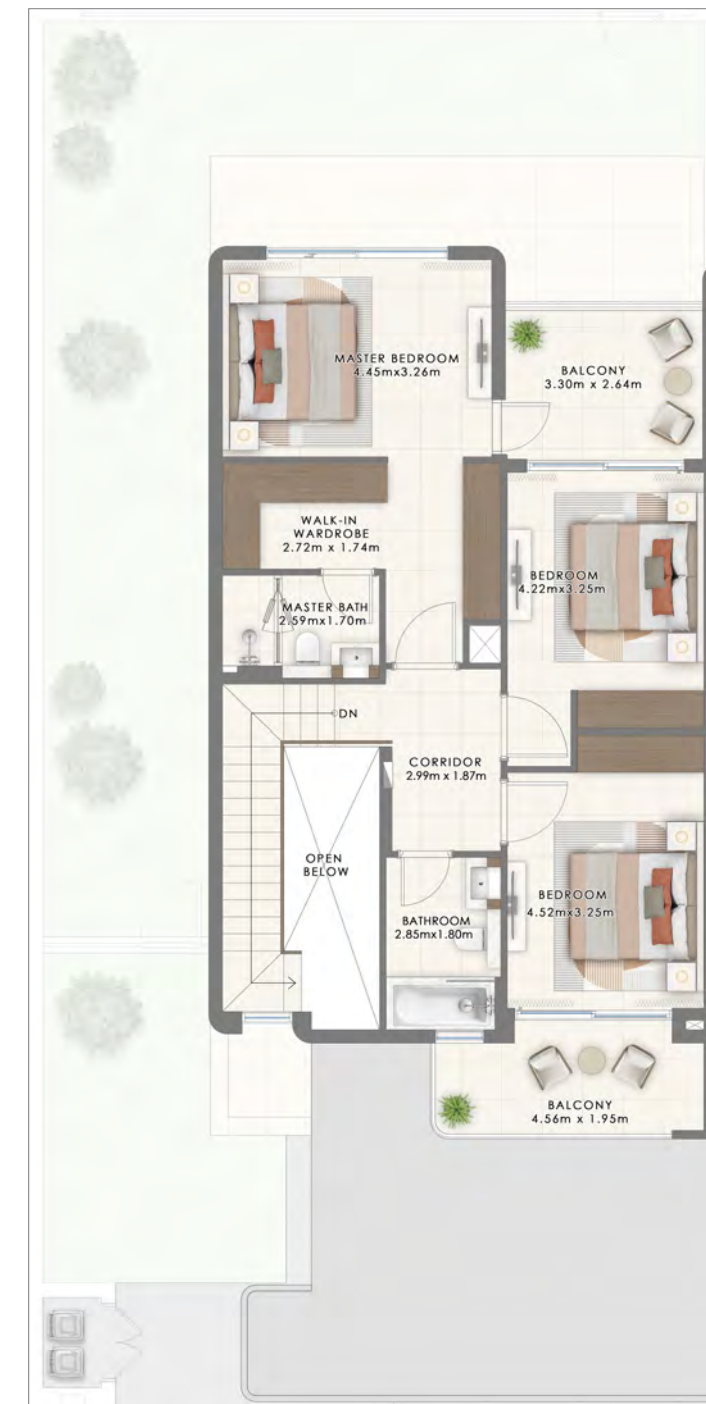 MASTER BEDROOM
4.45mx3.26m
BALCONY
3.30m x 2.64m
WALK-IN
WARDROBE
2.72m x 1.74m
BEDROOM
4.22mx3.25m
MASTER BATH
2.59mx1.70m
DN
CORRIDOR
2.99m x 1.87m
OPEN
BELOW
BEDROOM
4.52mx3.25m
BATHROOM
2.85mx1.80m
BALCONY
4.56m x 1.95m